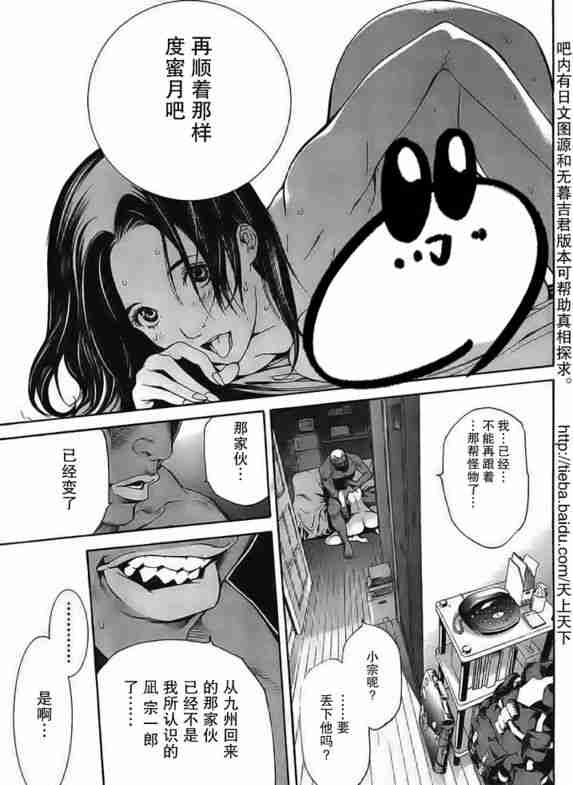 再顺着那样
度蜜月吧
我…已经…
不能再跟着
…那帮怪物了…
小宗呢？
……要
丢下他吗？
那家伙…
已经变了
从九州回来
的那家伙
已经不是
我所认识的
凪 宗一郎
了……
…………
是啊…
吧内有日文图源和无暮吉君版本可帮助真相探求。
http://tieba.baidu.com/天上天下